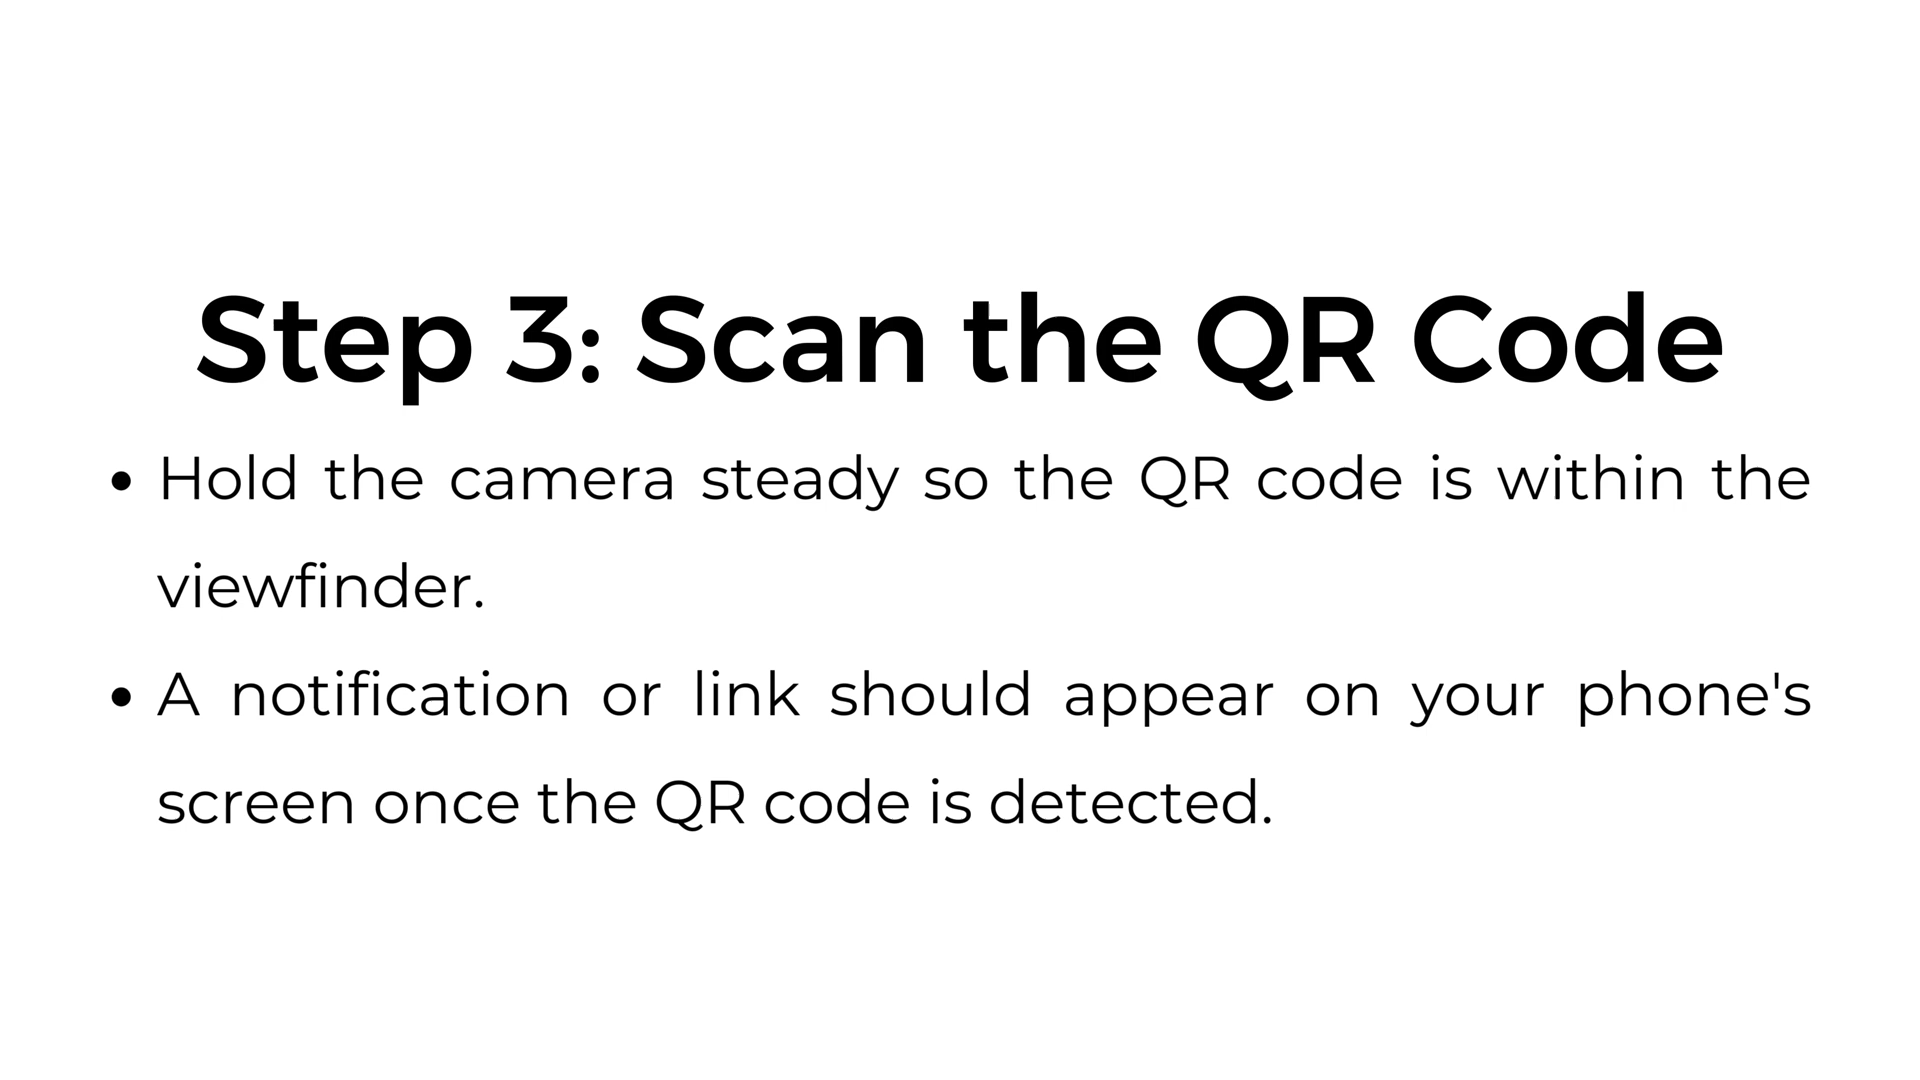 Step 3: Scan the QR Code
• Hold the camera steady so the QR code is within the
viewfinder.
• A notification or link should appear on your phone's
screen once the QR code is detected.